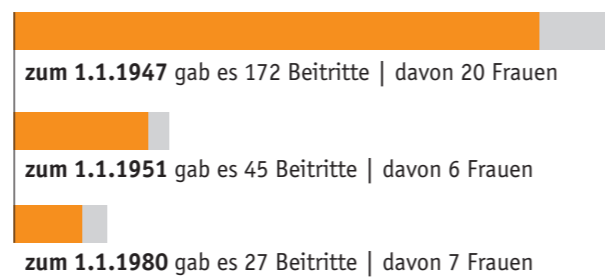 zum 1.1.1947 gab es 172 Beitritte | davon 20 Frauen
zum 1.1.1951 gab es 45 Beitritte | davon 6 Frauen
zum 1.1.1980 gab es 27 Beitritte | davon 7 Frauen